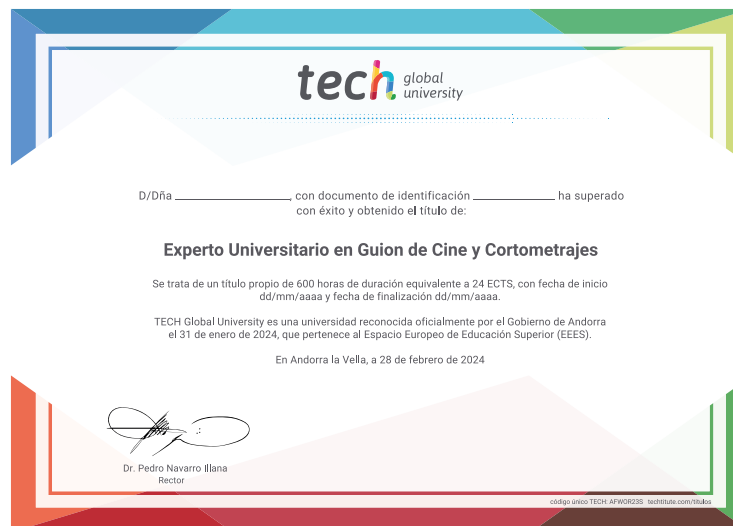 tech global
university
D/Dña ____________________, con documento de identificación ______________ ha superado
con éxito y obtenido el título de:
Experto Universitario en Guion de Cine y Cortometrajes
Se trata de un título propio de 600 horas de duración equivalente a 24 ECTS, con fecha de inicio
dd/mm/aaaa y fecha de finalización dd/mm/aaaa.
TECH Global University es una universidad reconocida oficialmente por el Gobierno de Andorra
el 31 de enero de 2024, que pertenece al Espacio Europeo de Educación Superior (EEES).
En Andorra la Vella, a 28 de febrero de 2024
Dr. Pedro Navarro Illana
Rector
código único TECH: AFWOR23S techtitute.com/titulos